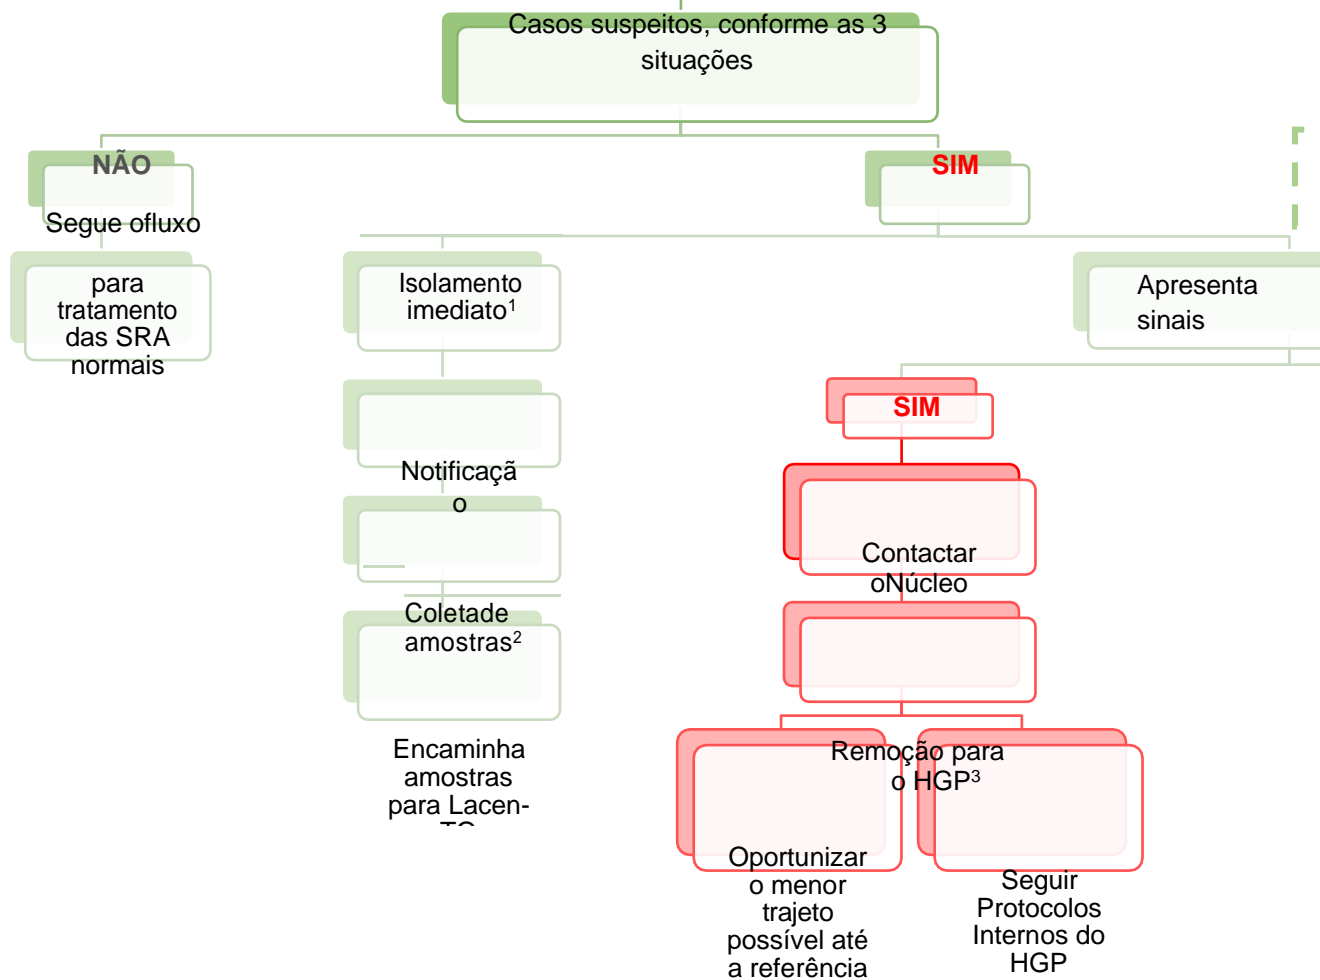 Casos suspeitos, conforme as 3
situações
NÃO
SIM
Segue ofluxo
para
tratamento
das SRA
normais
Isolamento
imediato¹
Apresenta
sinais
SIM
Notificaçã
o
Contactar
oNúcleo
Coletade
amostras²
Encaminha
amostras
para Lacen-
Remoção para
o HGP³
Oportunizar
o menor
trajeto
possível até
a referência
Seguir
Protocolos
Internos do
HGP